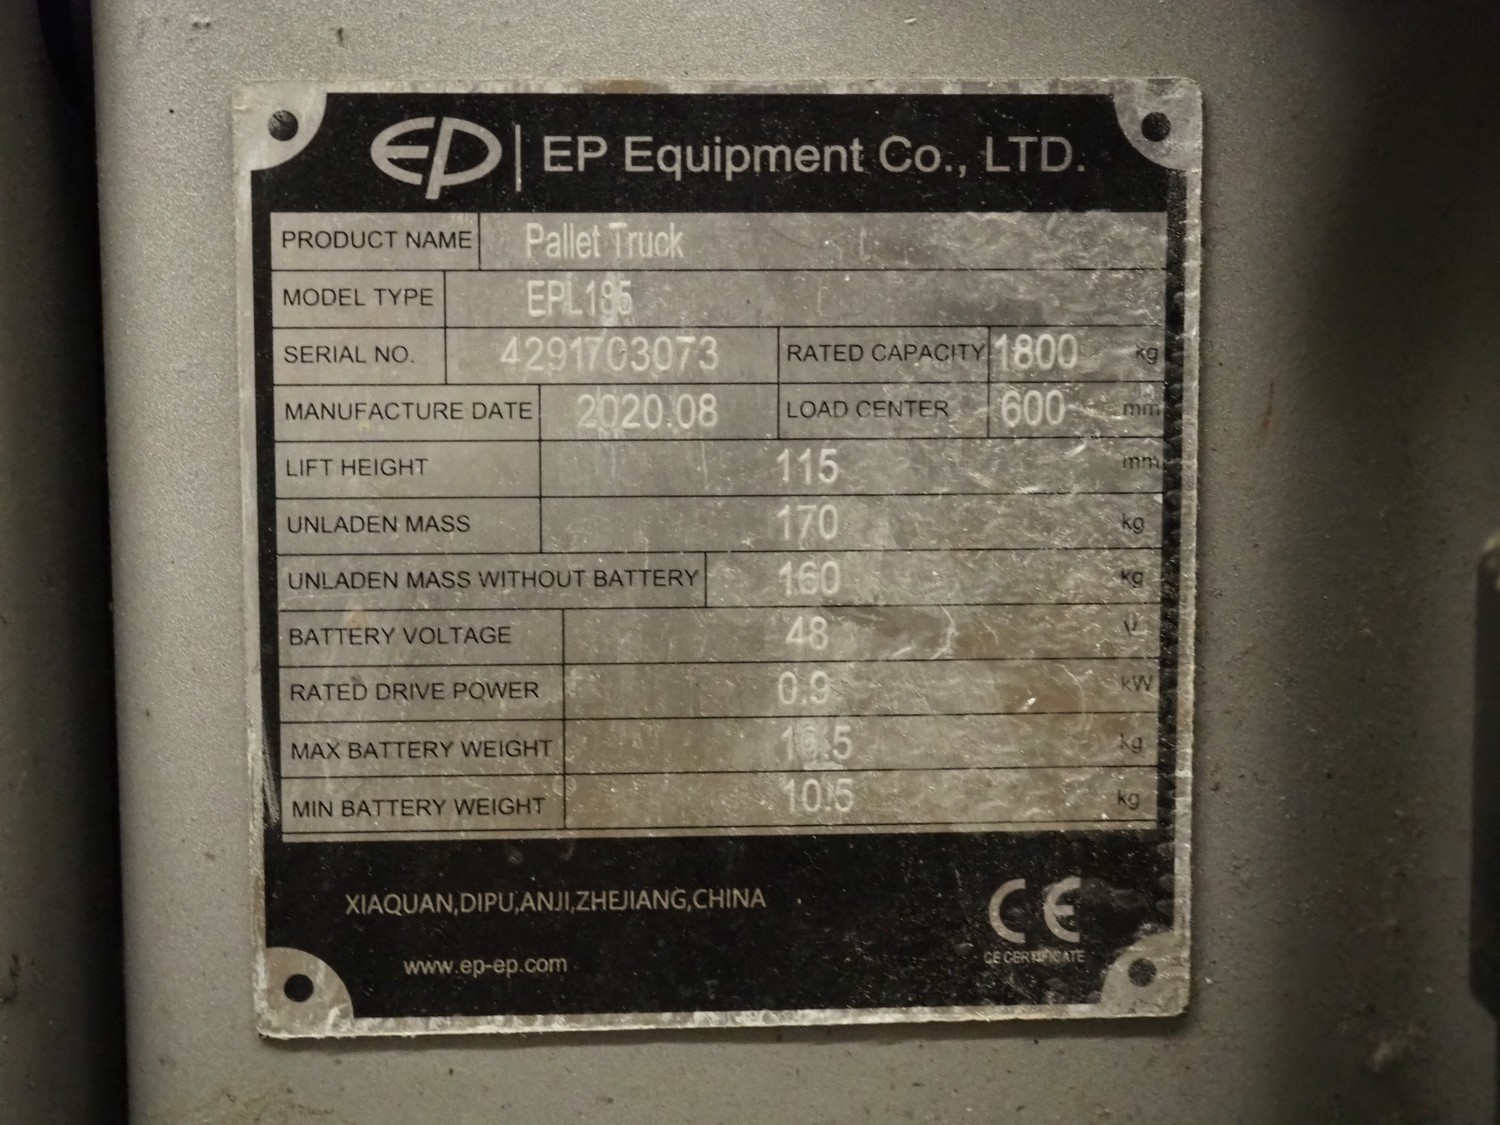 EP | EP Equipment Co., LTD.
PRODUCT NAME Pallet Truck
MODEL TYPE EPL185
SERIAL NO. 4291703073 RATED CAPACITY 1800 kg
MANUFACTURE DATE 2020.08 LOAD CENTER 600 mm
LIFT HEIGHT 115 mm
UNLADEN MASS 170 kg
UNLADEN MASS WITHOUT BATTERY 160 kg
BATTERY VOLTAGE 48 V
RATED DRIVE POWER 0.9 kW
MAX BATTERY WEIGHT kg
MIN BATTERY WEIGHT 10.5 kg
XIAQUAN,DIPU,ANJI,ZHEJIANG,CHINA
CE
CE CERTIFICATE
www.ep-ep.com